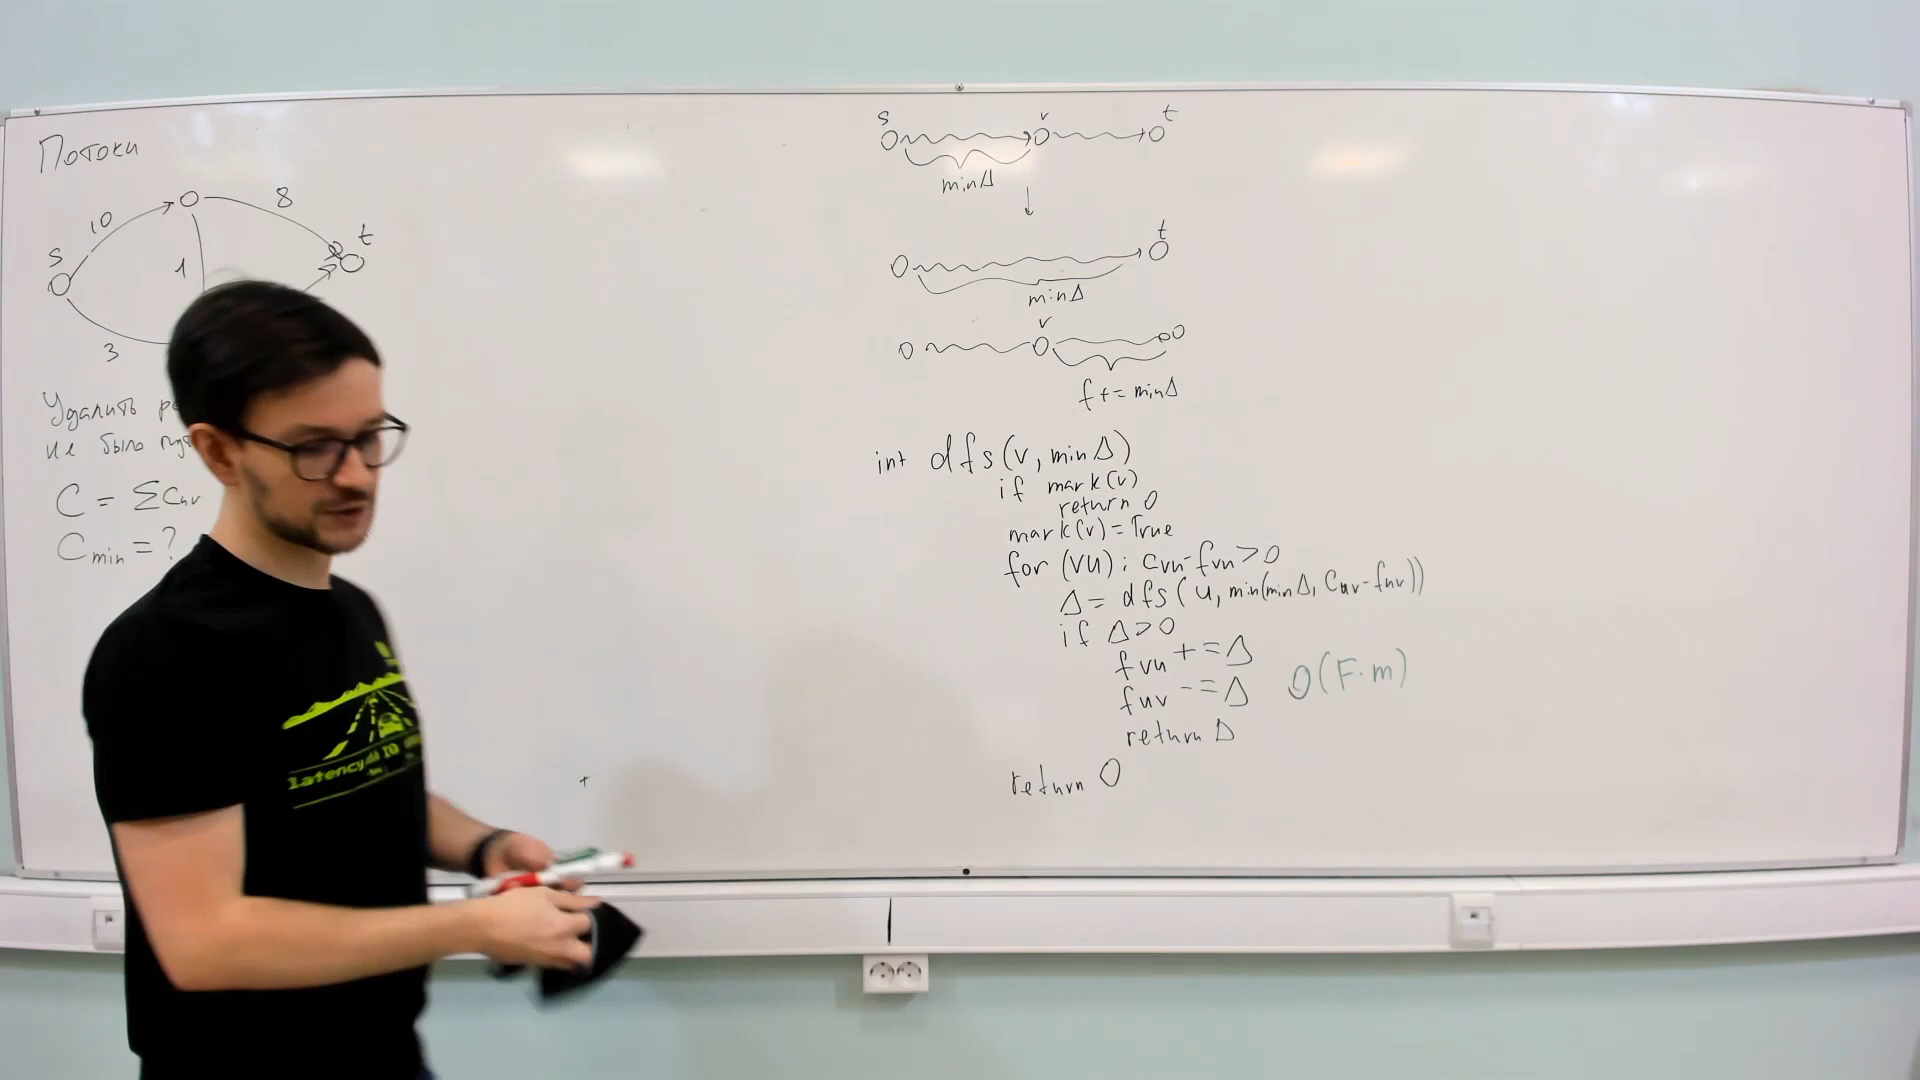 Потоки
10
8
s
t
1
3
Удалить
не было
C = Σcuv
Cmin = ?
s
v
t
min Δ
t
min Δ
v
f += min Δ
int dfs(v, min Δ)
if mark(v)
return 0
mark(v) = True
for (vu): cvu - fvu > 0
Δ = dfs(u, min(min Δ, cuv - fuv))
if Δ > 0
fvu += Δ
fuv -= Δ
return Δ
return 0
O(F·m)
latency